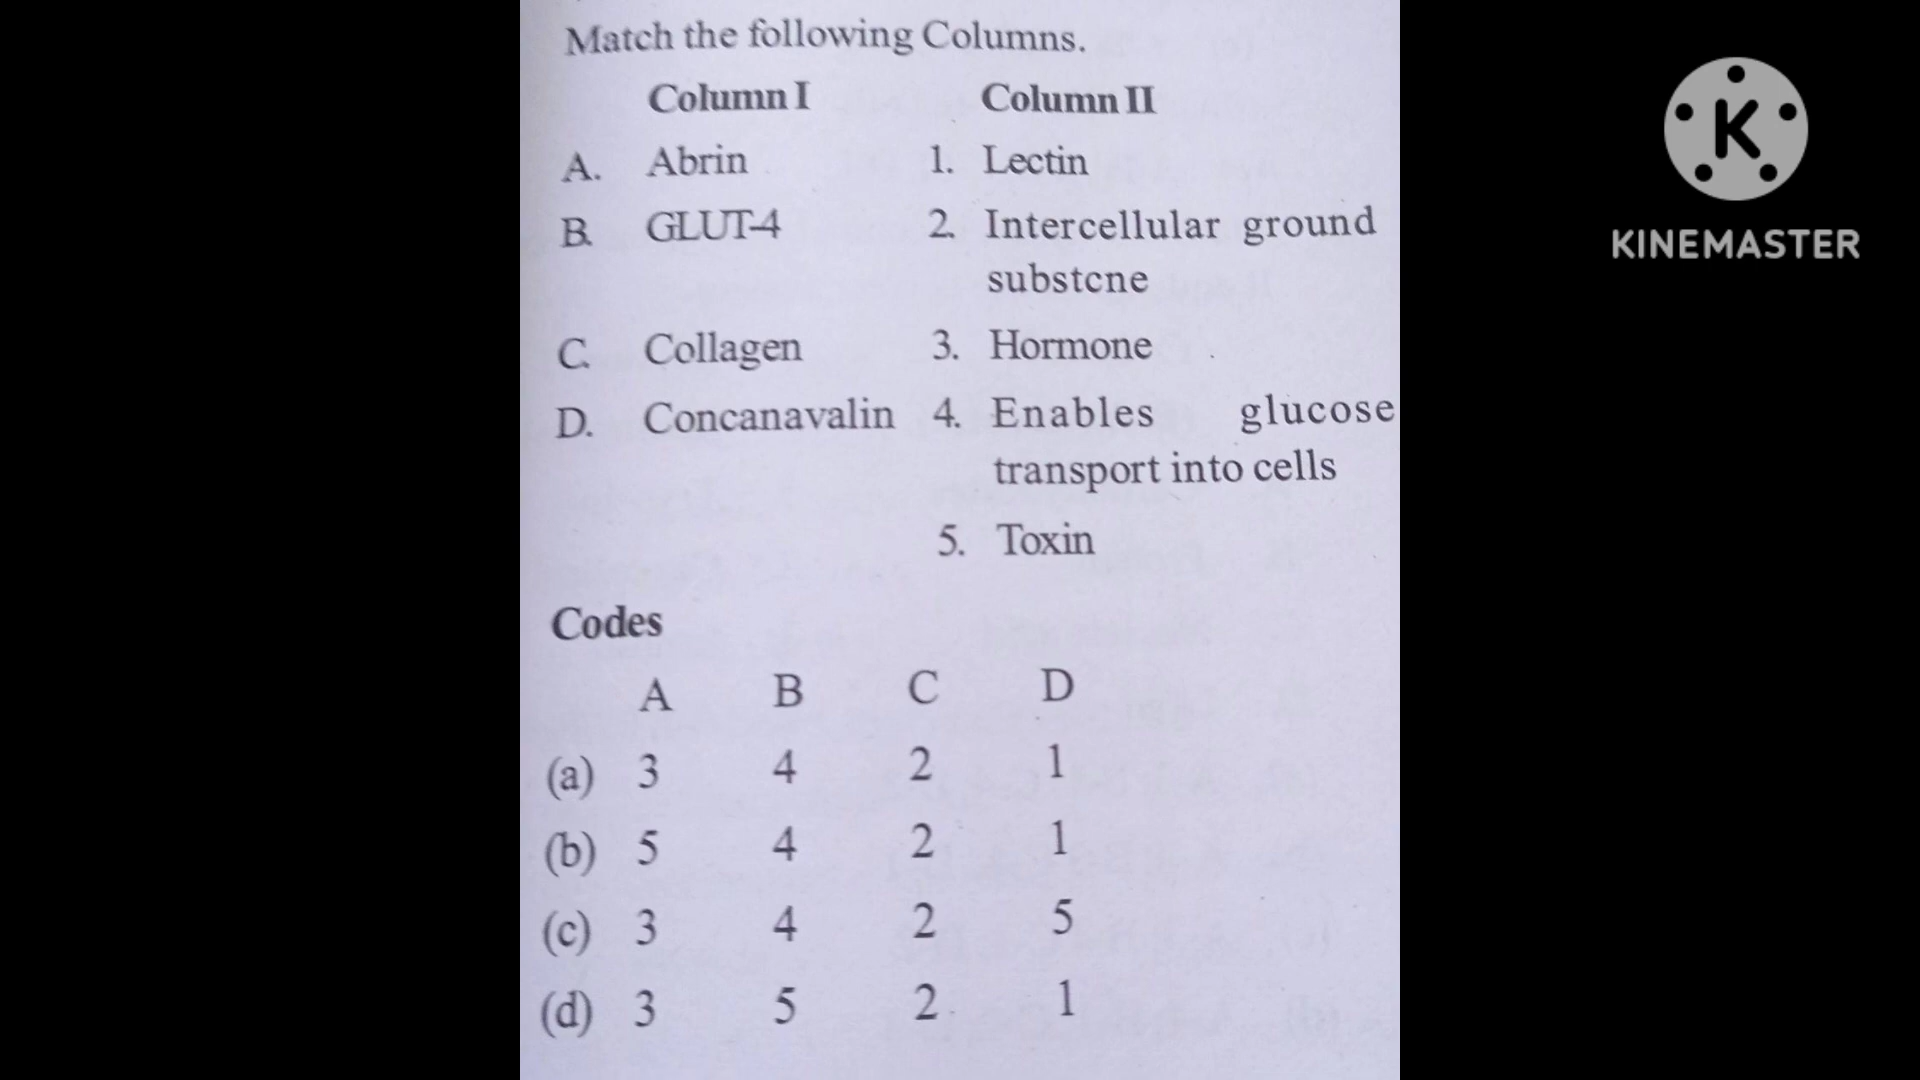 Match the following Columns.
Column I Column II
A. Abrin 1. Lectin
B. GLUT-4 2. Intercellular ground
substcne
C. Collagen 3. Hormone
D. Concanavalin 4. Enables glucose
transport into cells
5. Toxin
Codes
A B C D
(a) 3 4 2 1
(b) 5 4 2 1
(c) 3 4 2 5
(d) 3 5 2 1
K
KINEMASTER